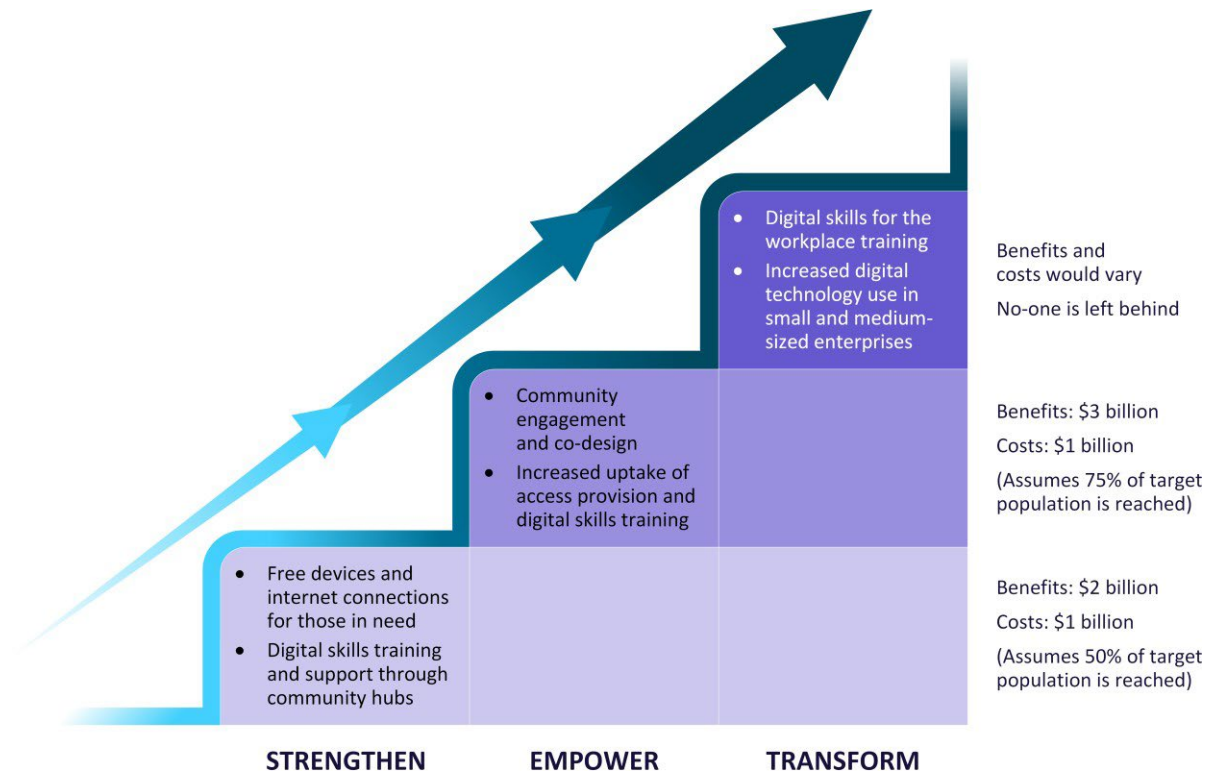 • Digital skills for the
workplace training
• Increased digital
technology use in
small and medium-
sized enterprises
Benefits and
costs would vary
No-one is left behind
• Community
engagement
and co-design
• Increased uptake of
access provision and
digital skills training
Benefits: $3 billion
Costs: $1 billion
(Assumes 75% of target
population is reached)
• Free devices and
internet connections
for those in need
• Digital skills training
and support through
community hubs
Benefits: $2 billion
Costs: $1 billion
(Assumes 50% of target
population is reached)
STRENGTHEN
EMPOWER
TRANSFORM